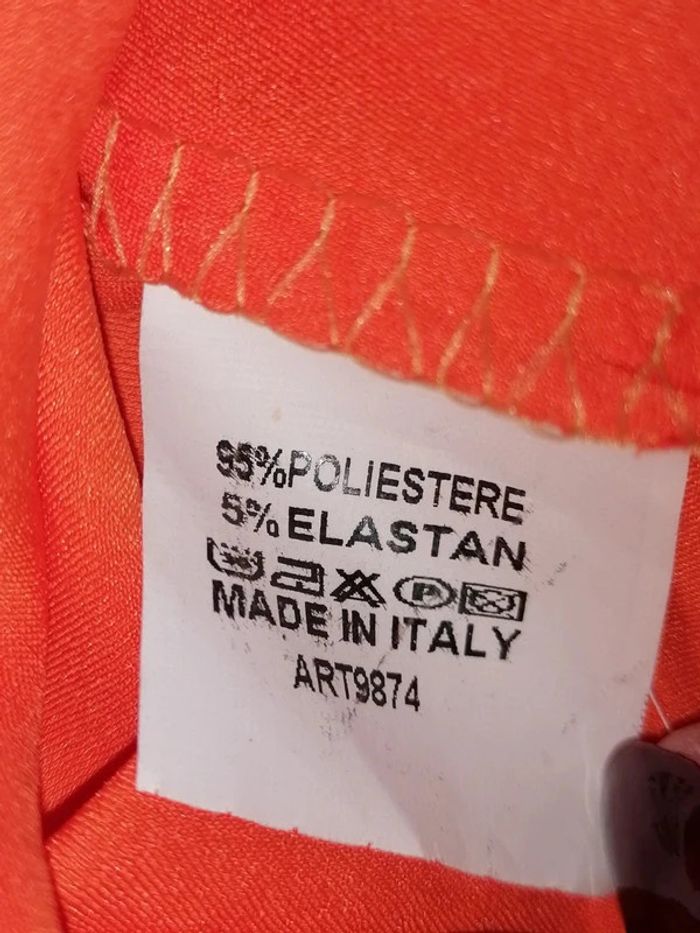 95%POLIESTERE
5%ELASTAN
P
MADE IN ITALY
ART9874